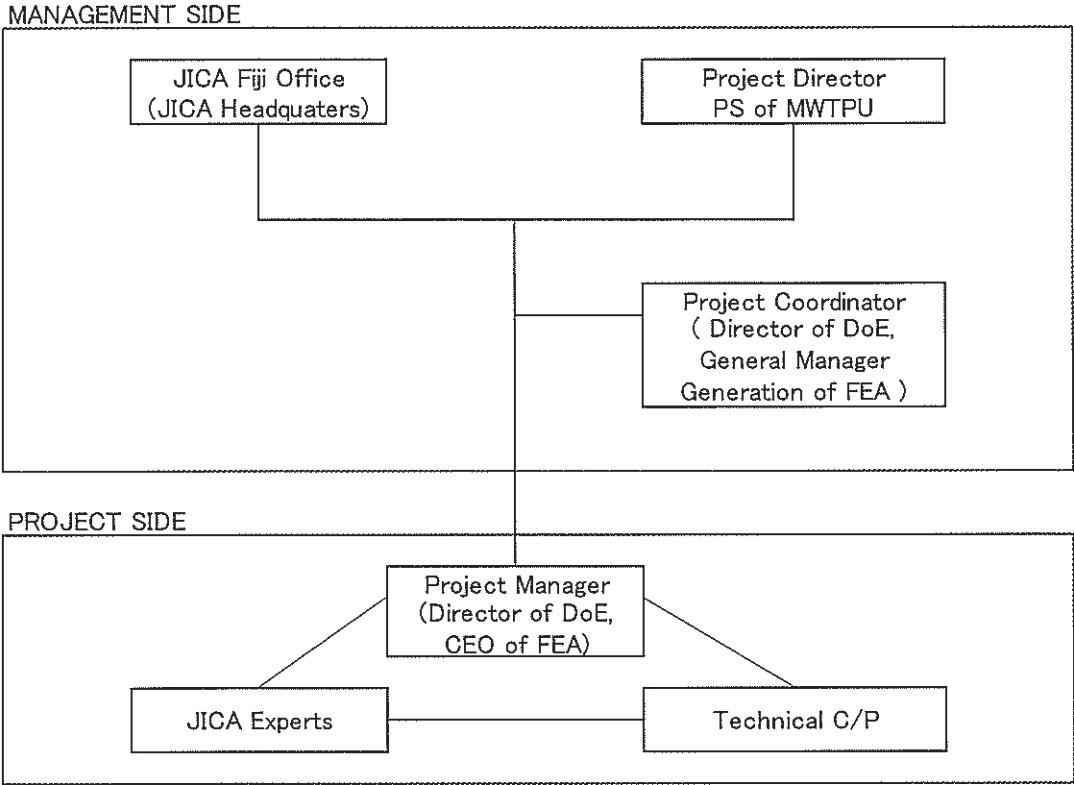 MANAGEMENT SIDE
JICA Fiji Office
(JICA Headquaters)
Project Director
PS of MWTPU
Project Coordinator
( Director of DoE,
General Manager
Generation of FEA )
PROJECT SIDE
Project Manager
(Director of DoE,
CEO of FEA)
JICA Experts
Technical C/P